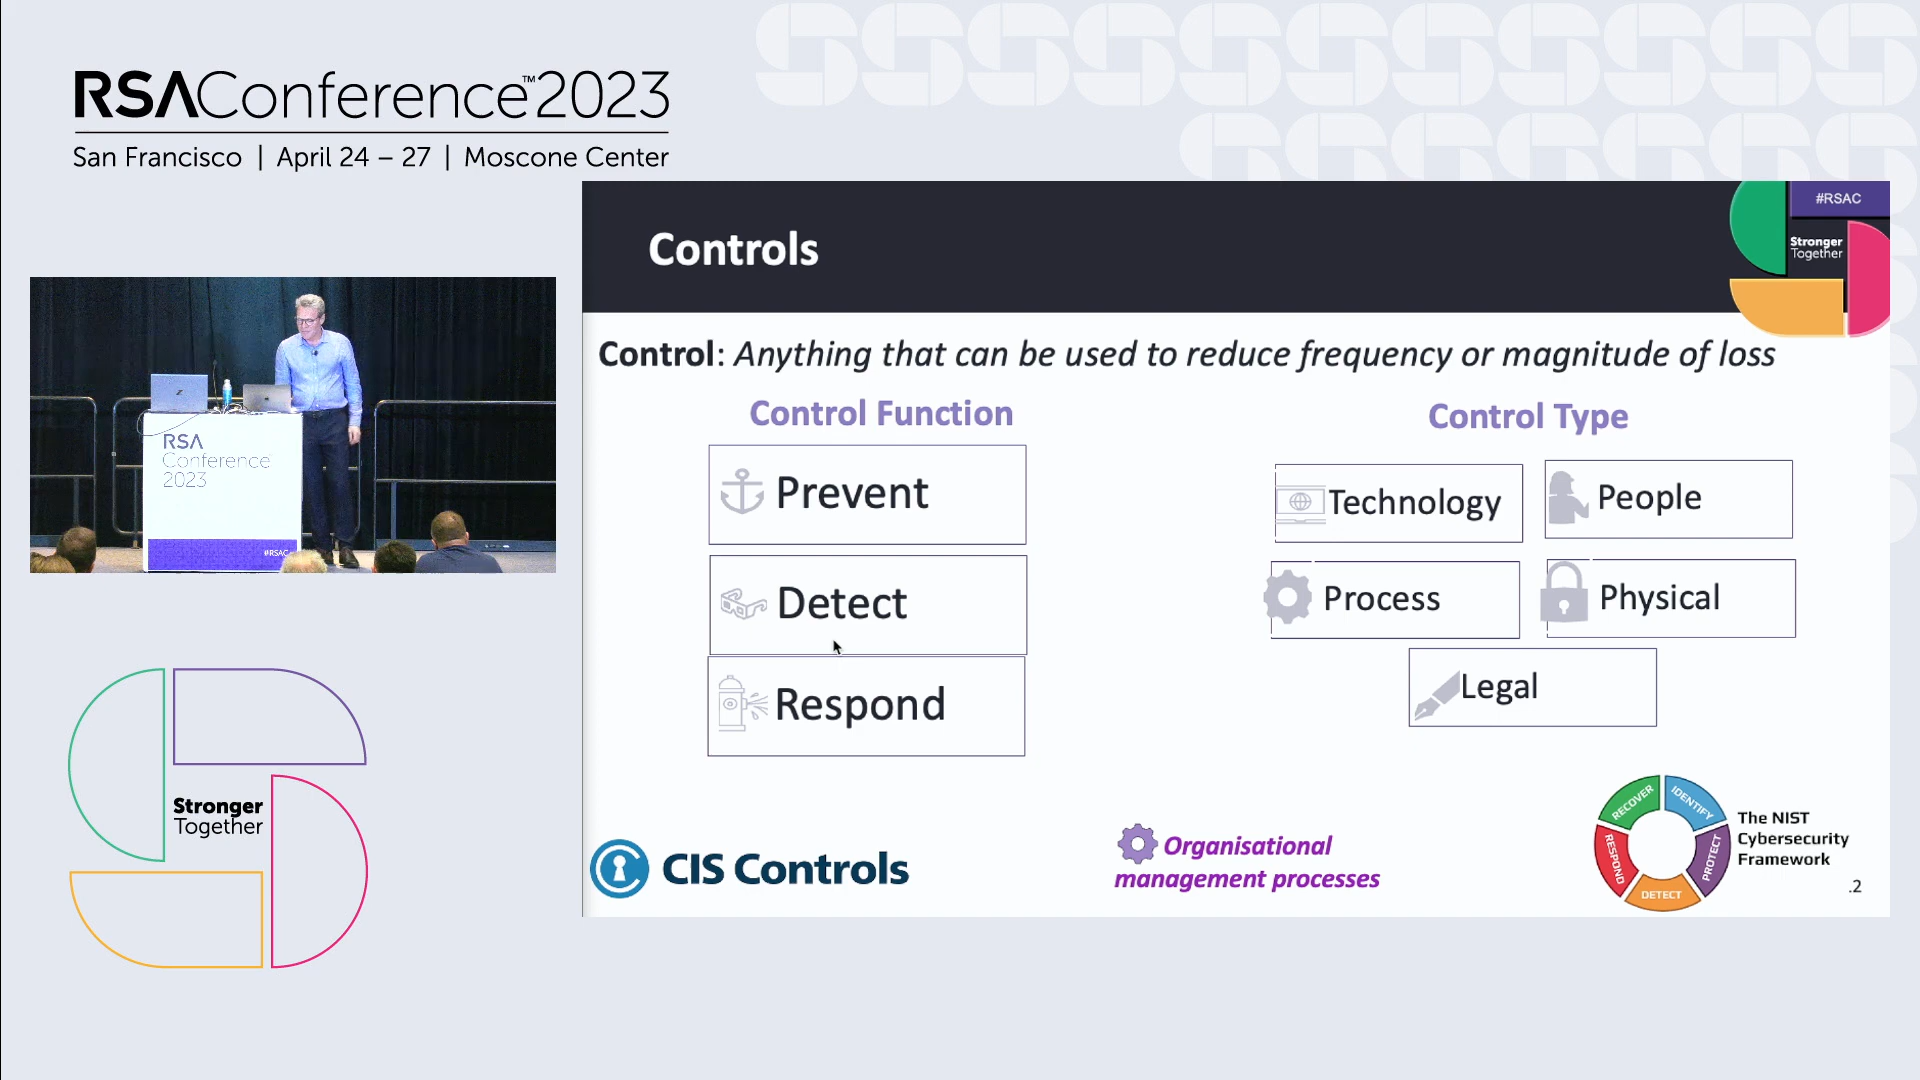 RSAConference™2023
San Francisco | April 24 – 27 | Moscone Center
#RSAC
Stronger
Together
Controls
Control: Anything that can be used to reduce frequency or magnitude of loss
Control Function
Prevent
Detect
Respond
Control Type
Technology
People
Process
Physical
Legal
CIS Controls
Organisational
management processes
RECOVER
IDENTIFY
PROTECT
DETECT
RESPOND
The NIST
Cybersecurity
Framework
.2
RSA
Conference
2023
#RSAC
Stronger
Together